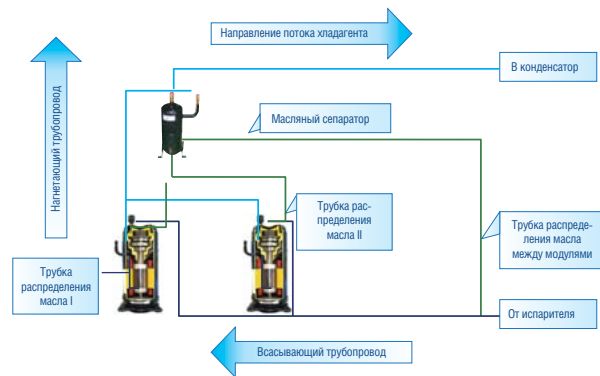 Направление потока хладагента
В конденсатор
Нагнетающий трубопровод
Масляный сепаратор
Трубка рас-
пределения
масла II
Трубка распреде-
ления масла
между модулями
Трубка
распределения
масла I
От испарителя
Всасывающий трубопровод